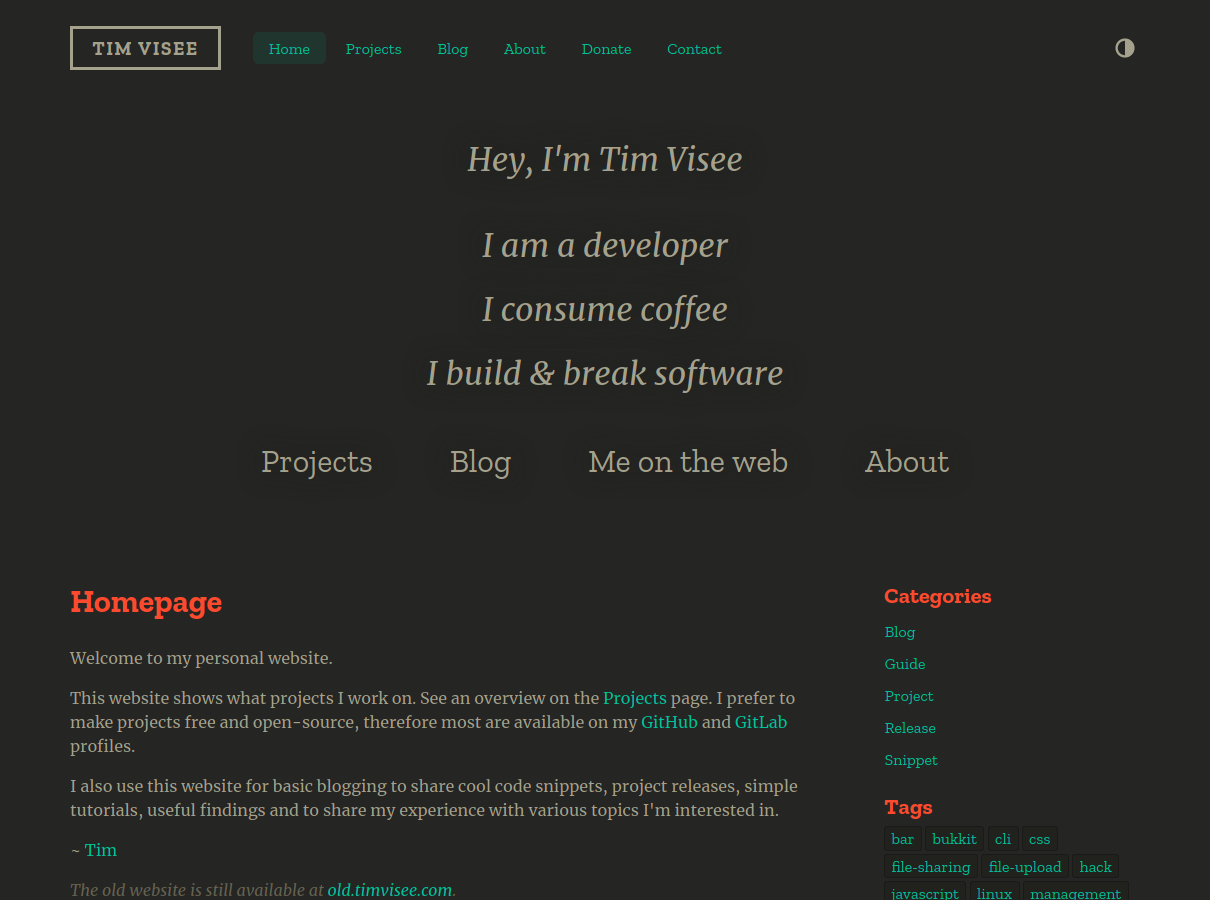 TIM VISEE
Home Projects Blog About Donate Contact
Hey, I'm Tim Visee
I am a developer
I consume coffee
I build & break software
Projects Blog Me on the web About
Homepage
Welcome to my personal website.
This website shows what projects I work on. See an overview on the Projects page. I prefer to
make projects free and open-source, therefore most are available on my GitHub and GitLab
profiles.
I also use this website for basic blogging to share cool code snippets, project releases, simple
tutorials, useful findings and to share my experience with various topics I'm interested in.
~ Tim
The old website is still available at old.timvisee.com.
Categories
Blog
Guide
Project
Release
Snippet
Tags
bar bukkit cli css
file-sharing file-upload hack
javascript linux management